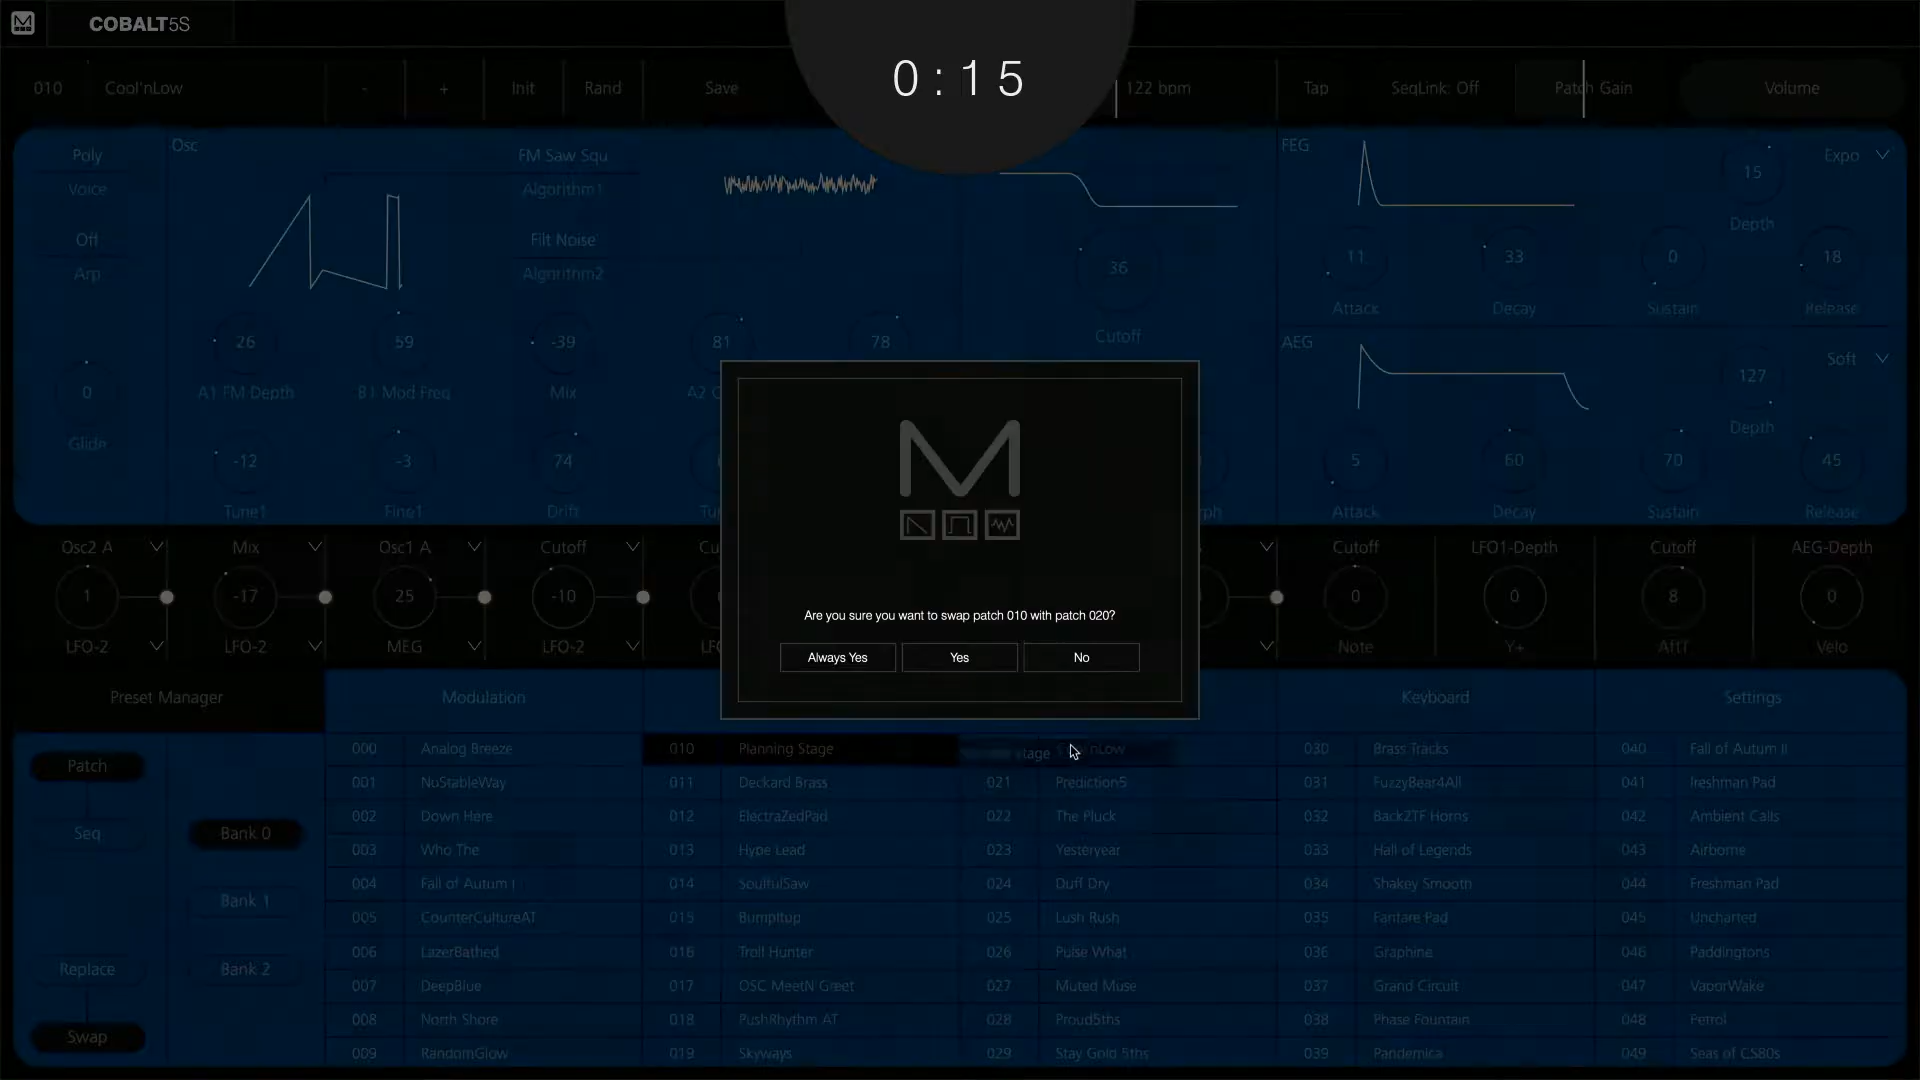 COBALT5S
0:15
010 Cool'nLow - + Init Rand Save 122 bpm Tap SeqLink: Off Patch Gain Volume
Poly
Voice
Off
Arp
0
Glide
Osc
FM Saw Squ
Algorithm1
Filt Noise
Algorithm2
26 59 -39 81 78
A1 FM Depth B1 Mod Freq Mix A2
-12 -3 74
Tune1 Fine1 Drift
36
Cutoff
FEG
15 Expo
Depth
11 33 0 18
Attack Decay Sustain Release
AEG
127 Soft
Depth
5 60 70 45
Attack Decay Sustain Release
Osc2 A Mix Osc1 A Cutoff Cutoff LFO1-Depth Cutoff AEG-Depth
1 -17 25 -10 0 0 8 0
LFO-2 LFO-2 MEG LFO-2 Note Y+ AftT Velo
M
Are you sure you want to swap patch 010 with patch 020?
Always Yes Yes No
Preset Manager Modulation Keyboard Settings
Patch
Seq
Replace
Swap
Bank 0
Bank 1
Bank 2
000 Analog Breeze 010 Planning Stage 030 Brass Tracks 040 Fall of Autum II
001 NoStableWay 011 Deckard Brass 021 Prediction5 031 FuzzyBear4All 041 Freshman Pad
002 Down Here 012 ElectraZedPad 022 The Pluck 032 Back2TF Horns 042 Ambient Calls
003 Who The 013 Hype Lead 023 Yesteryear 033 Hall of Legends 043 Airborne
004 Fall of Autum I 014 SoulfulSaw 024 Duff Dry 034 Shakey Smooth 044 Freshman Pad
005 CounterCultureAT 015 BumpItup 025 Lush Rush 035 Fanfare Pad 045 Uncharted
006 LazerBathed 016 Troll Hunter 026 Pulse What 036 Graphine 046 Paddingtons
007 DeepBlue 017 OSC MeetN Greet 027 Muted Muse 037 Grand Circuit 047 VaporWake
008 North Shore 018 PushRhythm AT 028 Proud5ths 038 Phase Fountain 048 Petrol
009 RandomGlow 019 Skyways 029 Stay Gold 5ths 039 Pandemica 049 Seas of CS80s